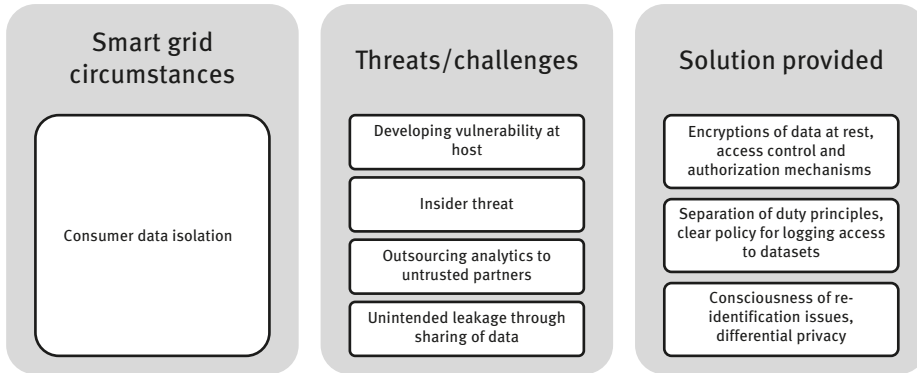 Smart grid
circumstances
Consumer data isolation
Threats/challenges
Developing vulnerability at
host
Insider threat
Outsourcing analytics to
untrusted partners
Unintended leakage through
sharing of data
Solution provided
Encryptions of data at rest,
access control and
authorization mechanisms
Separation of duty principles,
clear policy for logging access
to datasets
Consciousness of re-
identification issues,
differential privacy